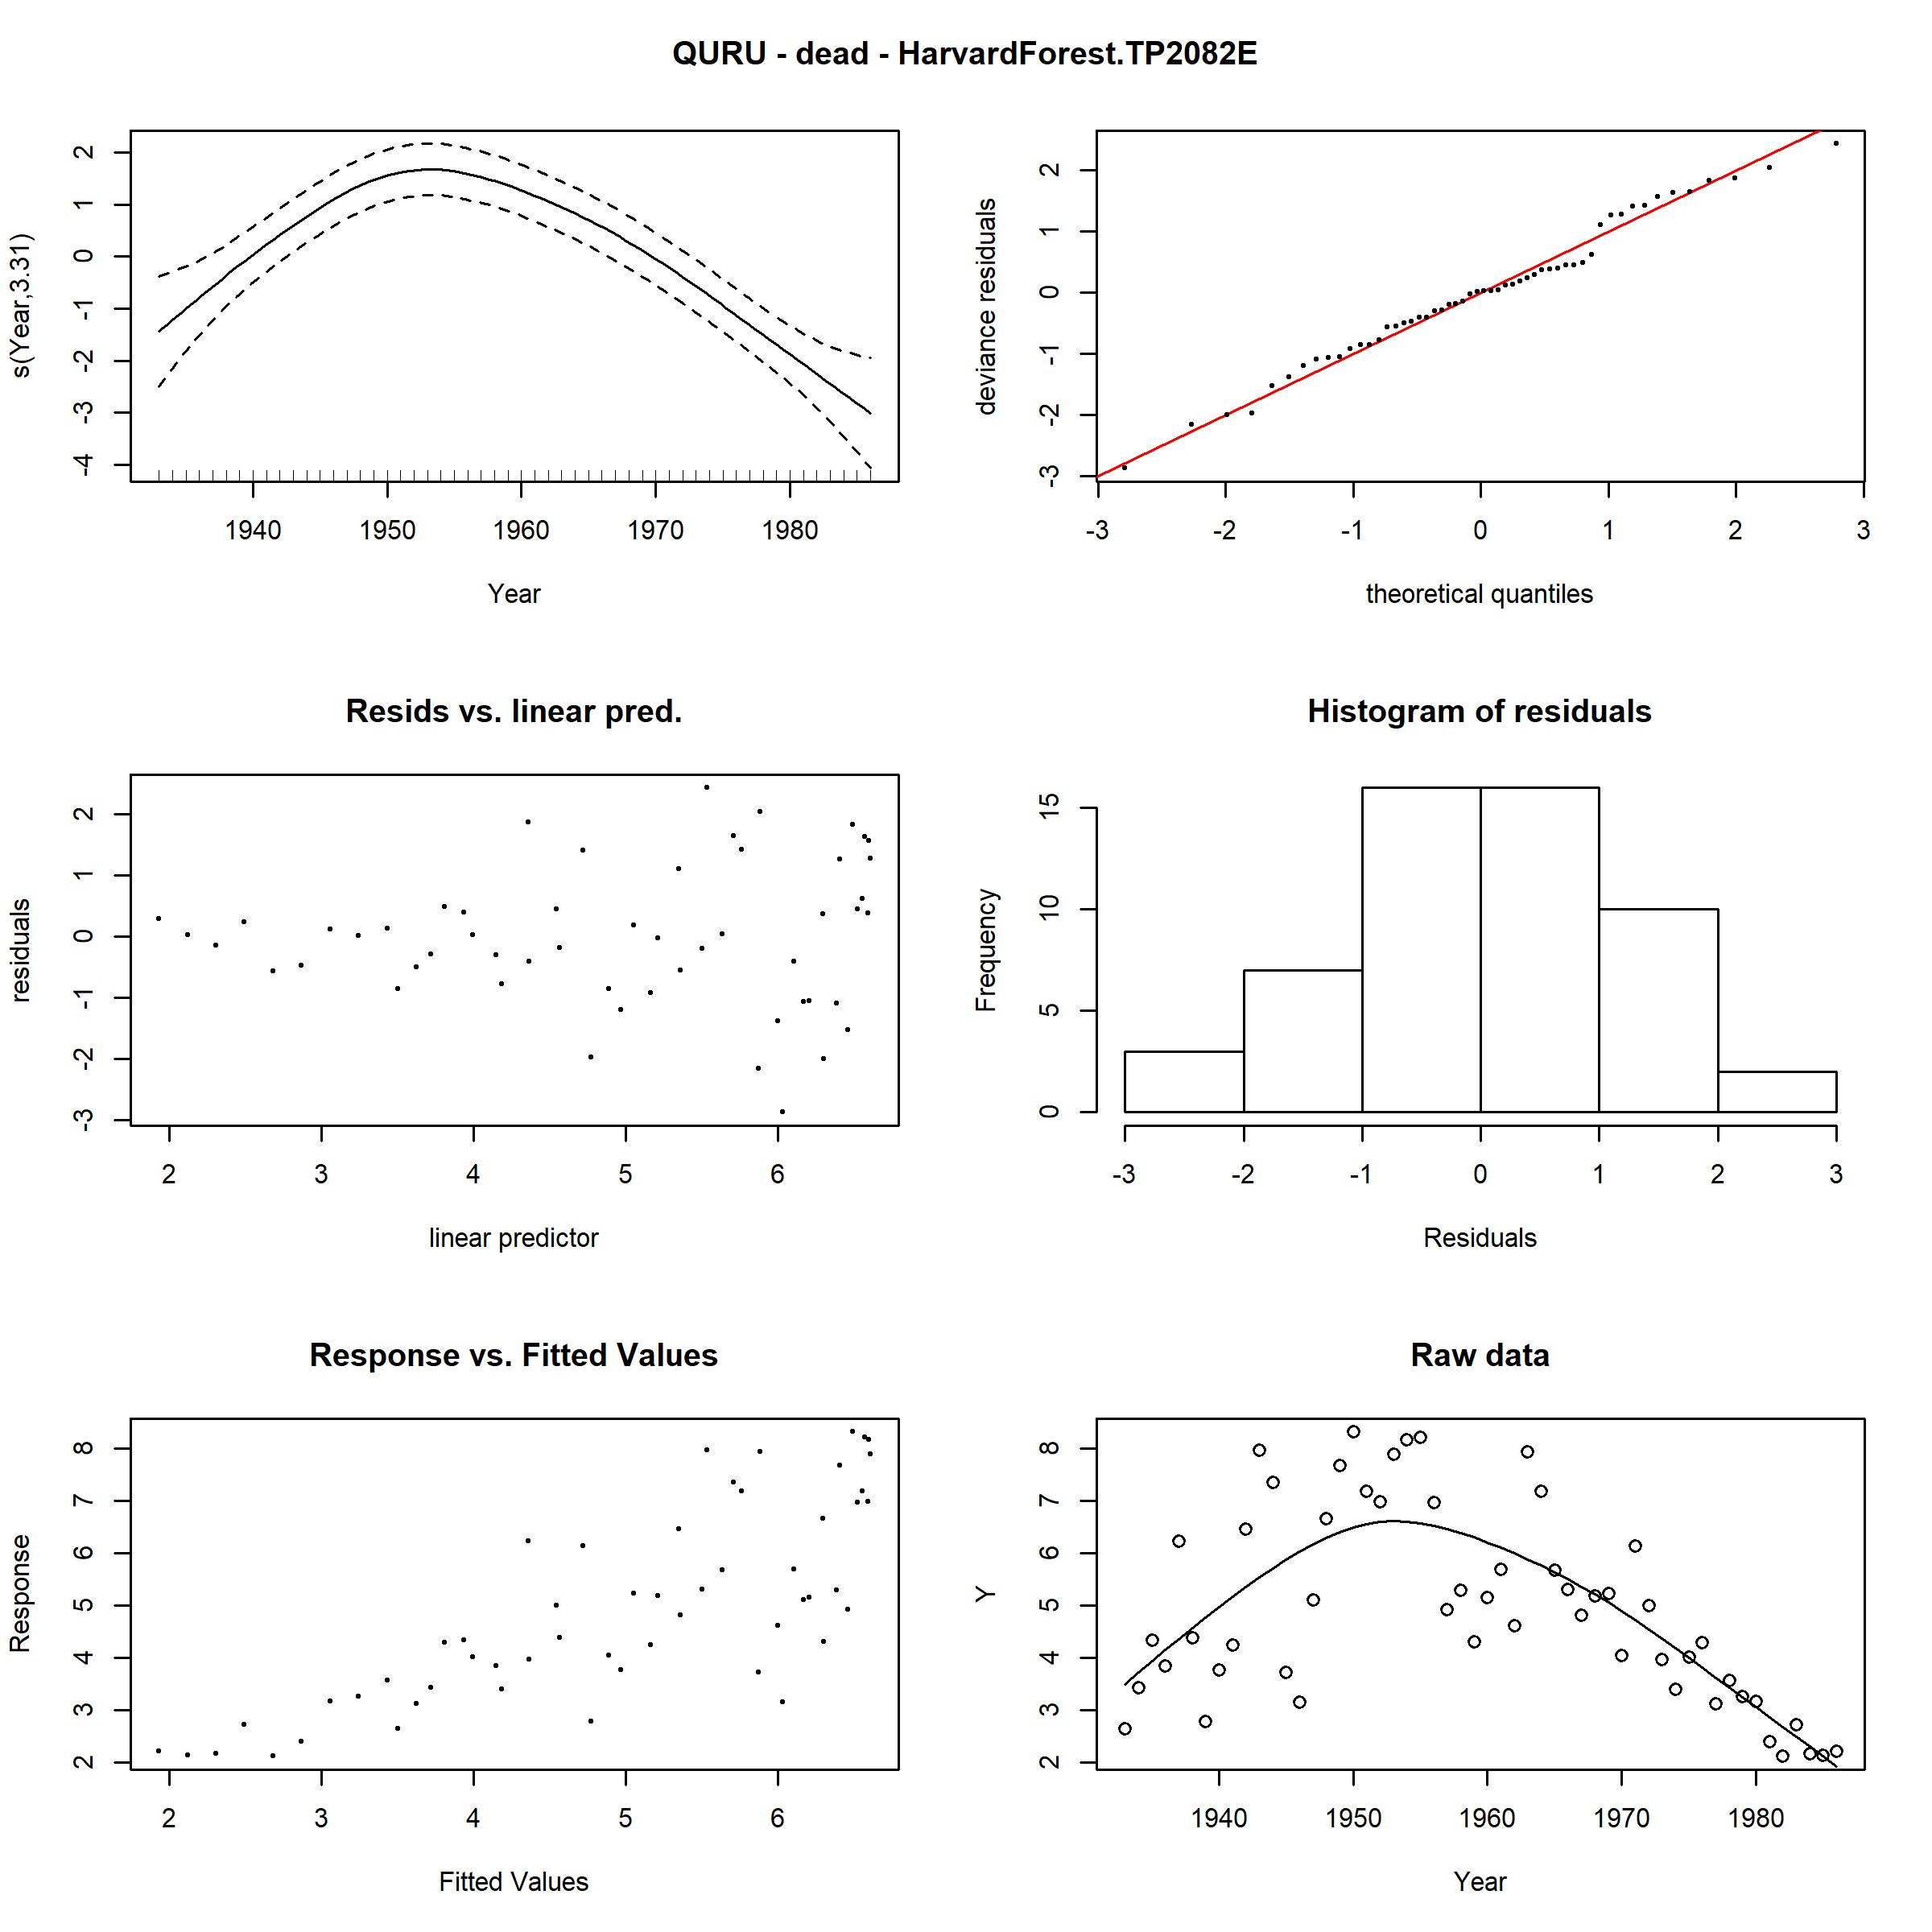 QURU - dead - HarvardForest.TP2082E
s(Year,3.31)
2
1
0
-1
-2
-3
-4
1940 1950 1960 1970 1980
Year
deviance residuals
2
1
0
-1
-2
-3
-3 -2 -1 0 1 2 3
theoretical quantiles
Resids vs. linear pred.
residuals
2
1
0
-1
-2
-3
2 3 4 5 6
linear predictor
Histogram of residuals
Frequency
15
10
5
0
-3 -2 -1 0 1 2 3
Residuals
Response vs. Fitted Values
Response
8
7
6
5
4
3
2
2 3 4 5 6
Fitted Values
Raw data
Y
8
7
6
5
4
3
2
1940 1950 1960 1970 1980
Year